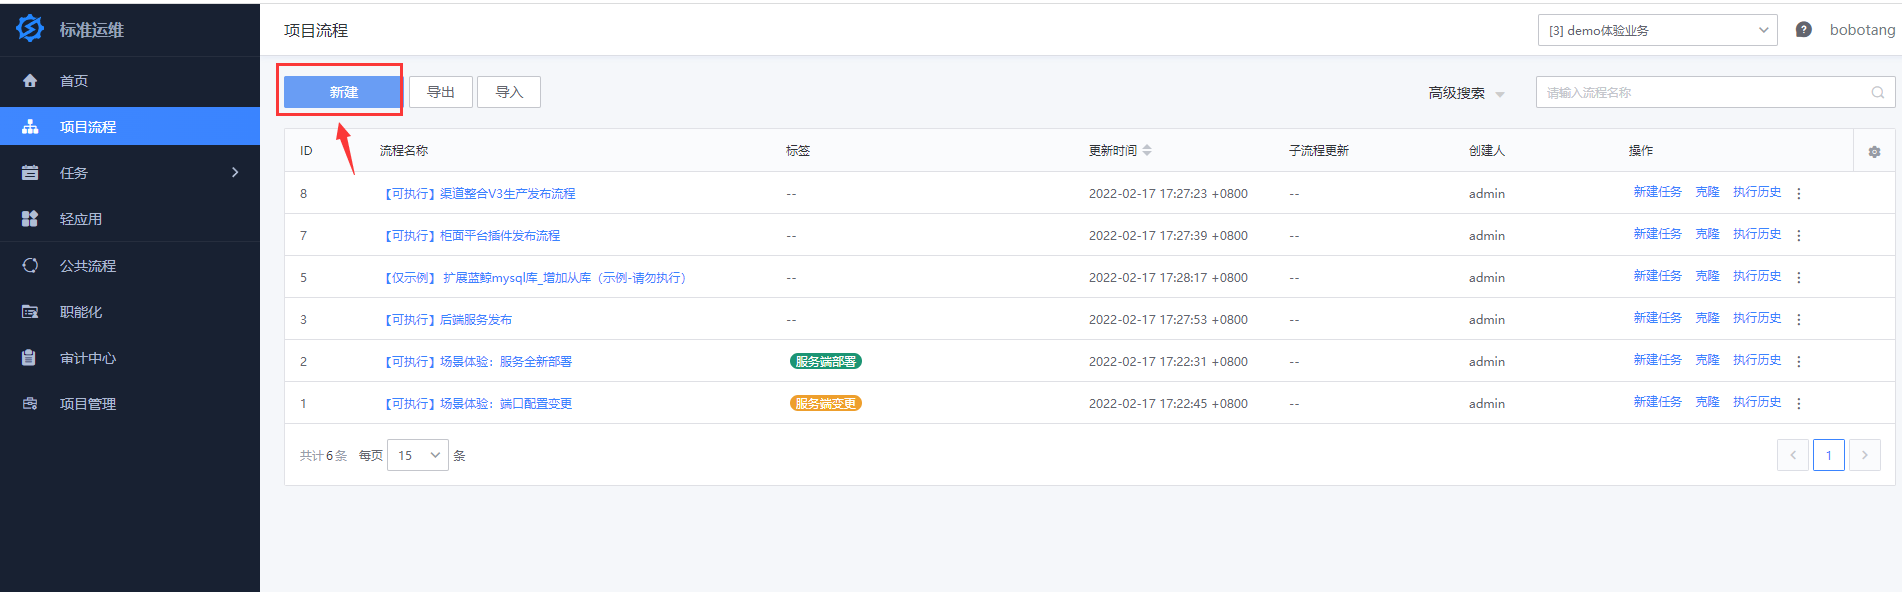 标准运维
首页
项目流程
任务
轻应用
公共流程
职能化
审计中心
项目管理
项目流程
[3] demo体验业务
bobotang
新建 导出 导入
高级搜索
请输入流程名称
ID 流程名称 标签 更新时间 子流程更新 创建人 操作
8 【可执行】渠道整合V3生产发布流程 -- 2022-02-17 17:27:23 +0800 -- admin 新建任务 克隆 执行历史
7 【可执行】柜面平台插件发布流程 -- 2022-02-17 17:27:39 +0800 -- admin 新建任务 克隆 执行历史
5 【仅示例】 扩展蓝鲸mysql库_增加从库（示例-请勿执行） -- 2022-02-17 17:28:17 +0800 -- admin 新建任务 克隆 执行历史
3 【可执行】后端服务发布 -- 2022-02-17 17:27:53 +0800 -- admin 新建任务 克隆 执行历史
2 【可执行】场景体验：服务全新部署 服务端部署 2022-02-17 17:22:31 +0800 -- admin 新建任务 克隆 执行历史
1 【可执行】场景体验：端口配置变更 服务端变更 2022-02-17 17:22:45 +0800 -- admin 新建任务 克隆 执行历史
共计6条 每页 15 条
1